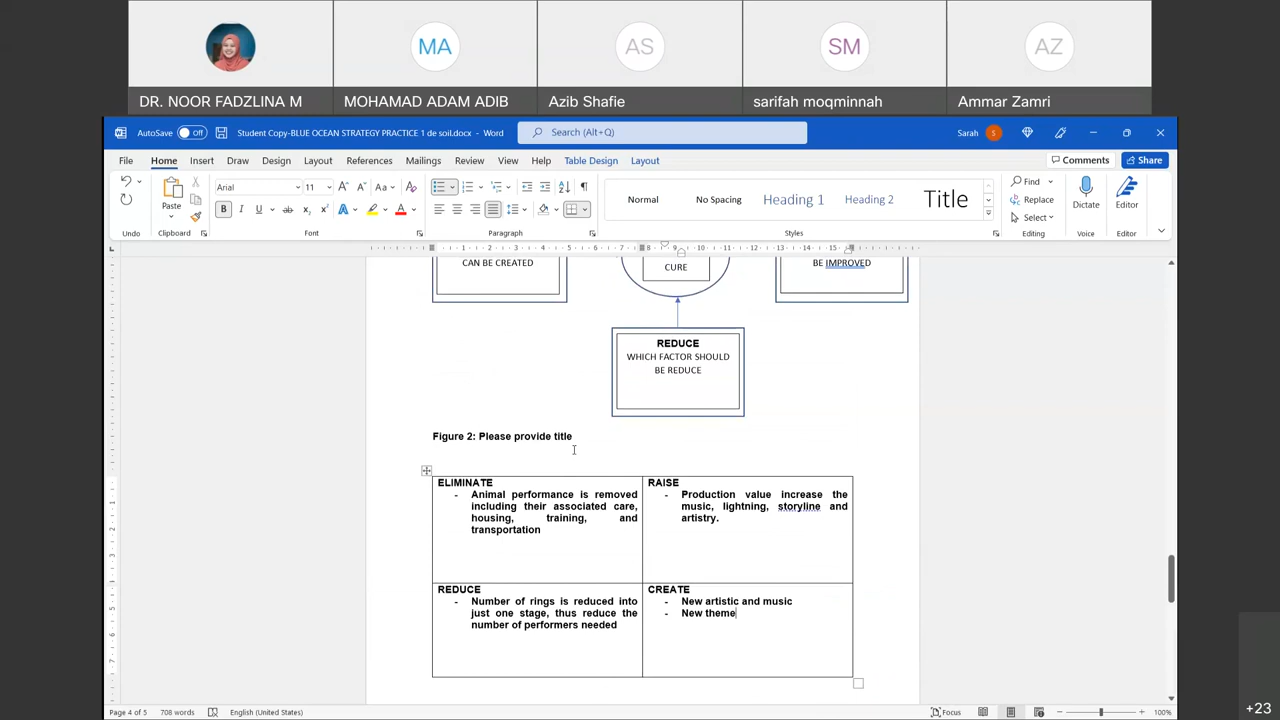 MA
AS
SM
AZ
DR. NOOR FADZLINA M
MOHAMAD ADAM ADIB
Azib Shafie
sarifah moqminnah
Ammar Zamri
AutoSave
Off
Student Copy-BLUE OCEAN STRATEGY PRACTICE 1 de soil.docx - Word
Search (Alt+Q)
Sarah
S
File
Home
Insert
Draw
Design
Layout
References
Mailings
Review
View
Help
Table Design
Layout
Comments
Share
Paste
Arial
11
Aa
Normal
No Spacing
Heading 1
Heading 2
Title
Find
Replace
Select
Dictate
Editor
Undo
Clipboard
Font
Paragraph
Styles
Editing
Voice
Editor
CAN BE CREATED
CURE
BE IMPROVED
REDUCE
WHICH FACTOR SHOULD
BE REDUCE
Figure 2: Please provide title
ELIMINATE
- Animal performance is removed
including their associated care,
housing, training, and
transportation
RAISE
- Production value increase the
music, lightning, storyline and
artistry.
REDUCE
- Number of rings is reduced into
just one stage, thus reduce the
number of performers needed
CREATE
- New artistic and music
- New theme
Page 4 of 5
708 words
English (United States)
Focus
100%
+23